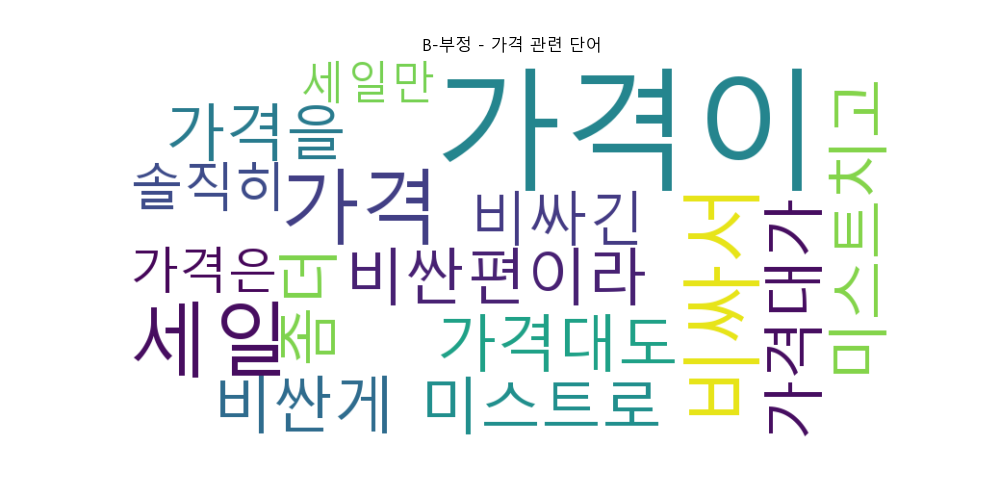 B-부정 - 가격 관련 단어
세일만
가격이
가격을
솔직히
가격
비싸긴
가격은
좀더
비싼편이라
세일
가격대도
비싼게
미스트로
비싸서
가격대가
미스트치고